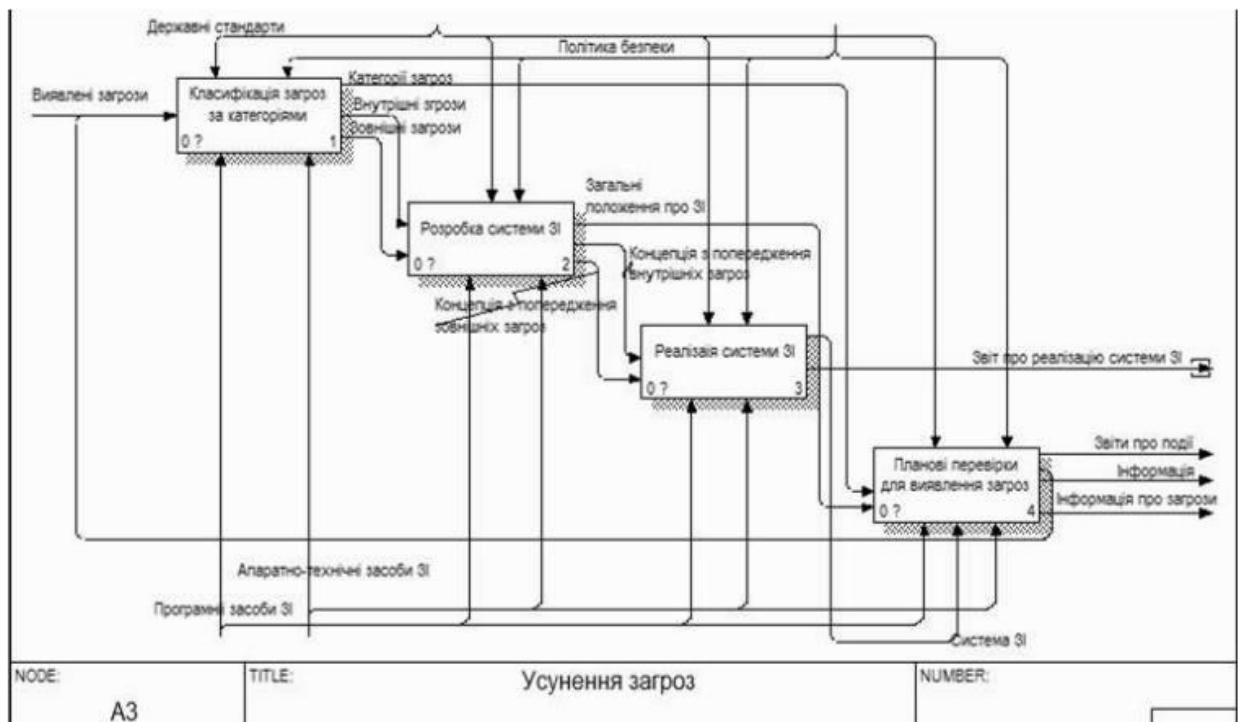 Державні стандарти
Політика безпеки
Виявлені загрози
Класифікація загроз
за категоріями
0 ?
1
Категорії загроз
Внутрішні згрози
Зовнішні загрози
Розробка системи ЗІ
0 ?
2
Загальні
положення про ЗІ
Концепція з попередження
внутрішніх загроз
Концепція з попередження
зовнішніх загроз
Реалізаія системи ЗІ
0 ?
3
Звіт про реалізацію системи ЗІ
Планові перевірки
для виявлення загроз
0 ?
4
Звіти про події
Інформація
Інформація про загрози
Апаратно-технічні засоби ЗІ
Програмні засоби ЗІ
Система ЗІ
NODE:
A3
TITLE:
Усунення загроз
NUMBER: